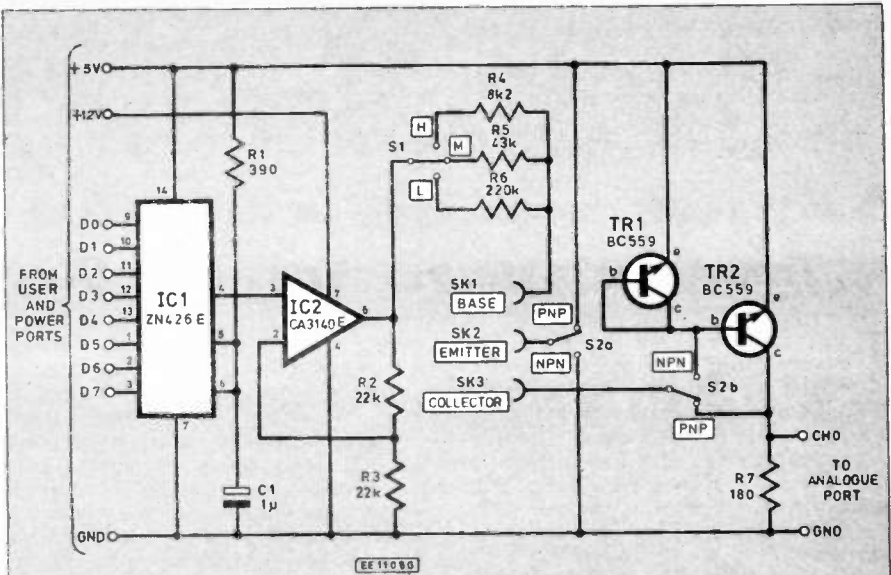 +5V
+12V
R1
390
14
D0 9
D1 10
D2 11
D3 12
D4 13
D5 1
D6 2
D7 3
FROM
USER
AND
POWER
PORTS
IC1
ZN426E
4
5
6
7
3
2
IC2
CA3140E
7
4
6
C1
1µ
GND
R2
22k
R3
22k
S1
H
M
L
R4
8k2
R5
43k
R6
220k
SK1
BASE
SK2
EMITTER
SK3
COLLECTOR
PNP
NPN
S2a
TR1
BC559
b
e
c
TR2
BC559
b
e
c
NPN
S2b
PNP
CH0
R7
180
TO
ANALOGUE
PORT
GND
EE1108G